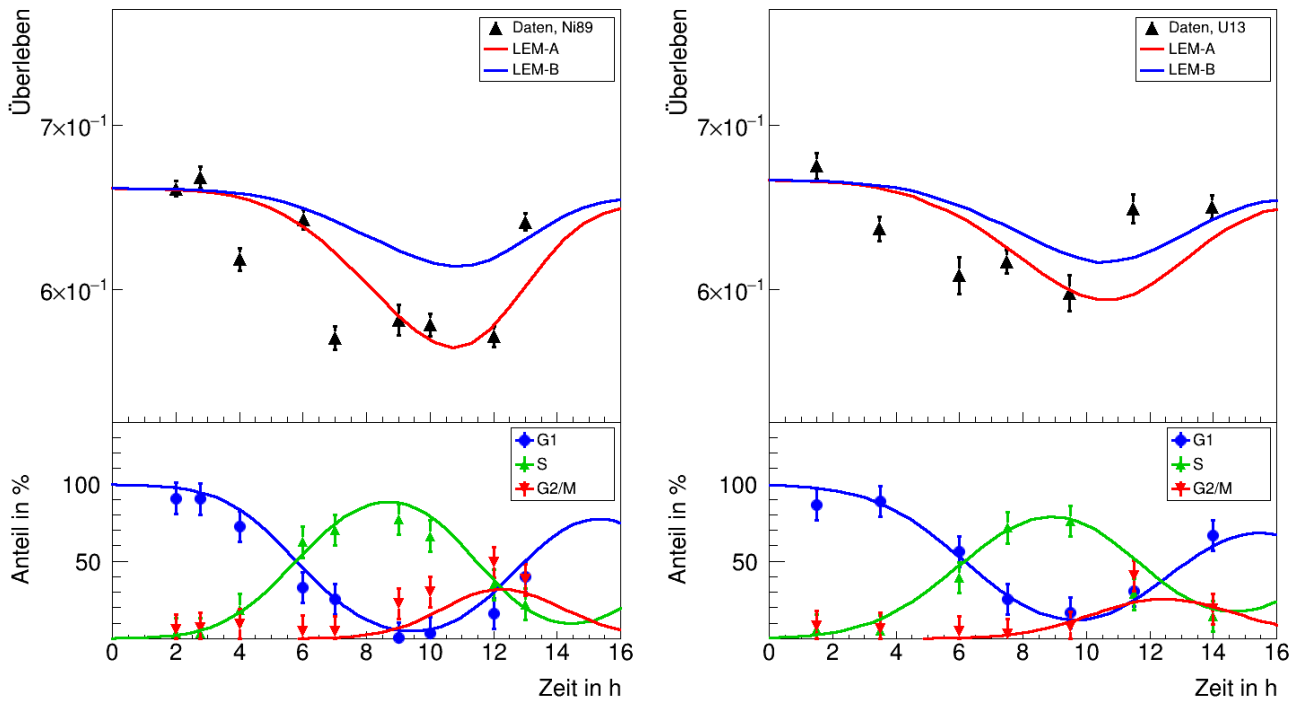 Überleben
7×10⁻¹
6×10⁻¹
Daten, Ni89
LEM-A
LEM-B
Anteil in %
100
50
G1
S
G2/M
0 2 4 6 8 10 12 14 16
Zeit in h
Überleben
7×10⁻¹
6×10⁻¹
Daten, U13
LEM-A
LEM-B
Anteil in %
100
50
G1
S
G2/M
0 2 4 6 8 10 12 14 16
Zeit in h